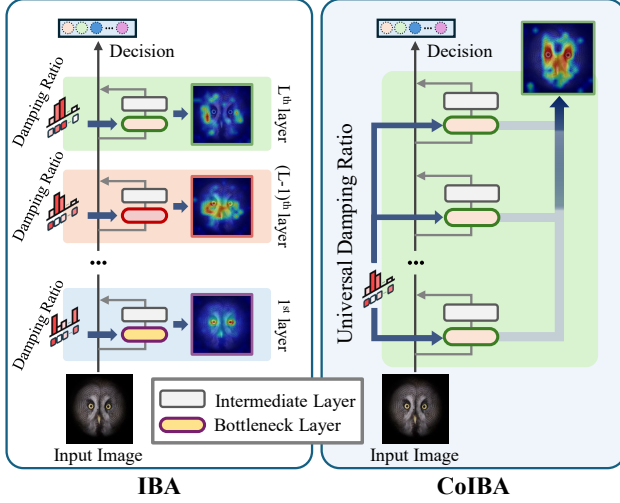 Decision
Damping Ratio
L th layer
Damping Ratio
(L-1)th layer
...
Damping Ratio
1st layer
Input Image
IBA
Decision
Universal Damping Ratio
...
Input Image
CoIBA
Intermediate Layer
Bottleneck Layer